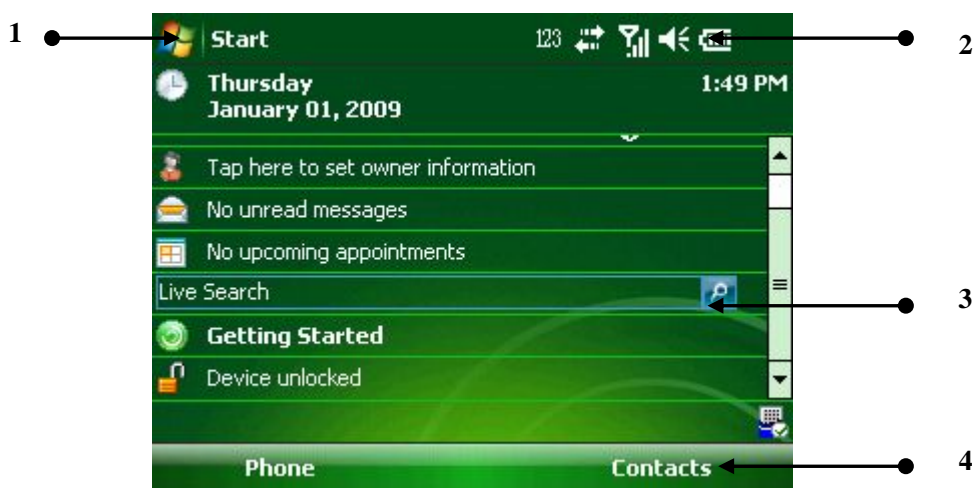 1
Start 123
2
Thursday 1:49 PM
January 01, 2009
Tap here to set owner information
No unread messages
No upcoming appointments
Live Search
3
Getting Started
Device unlocked
Phone Contacts
4